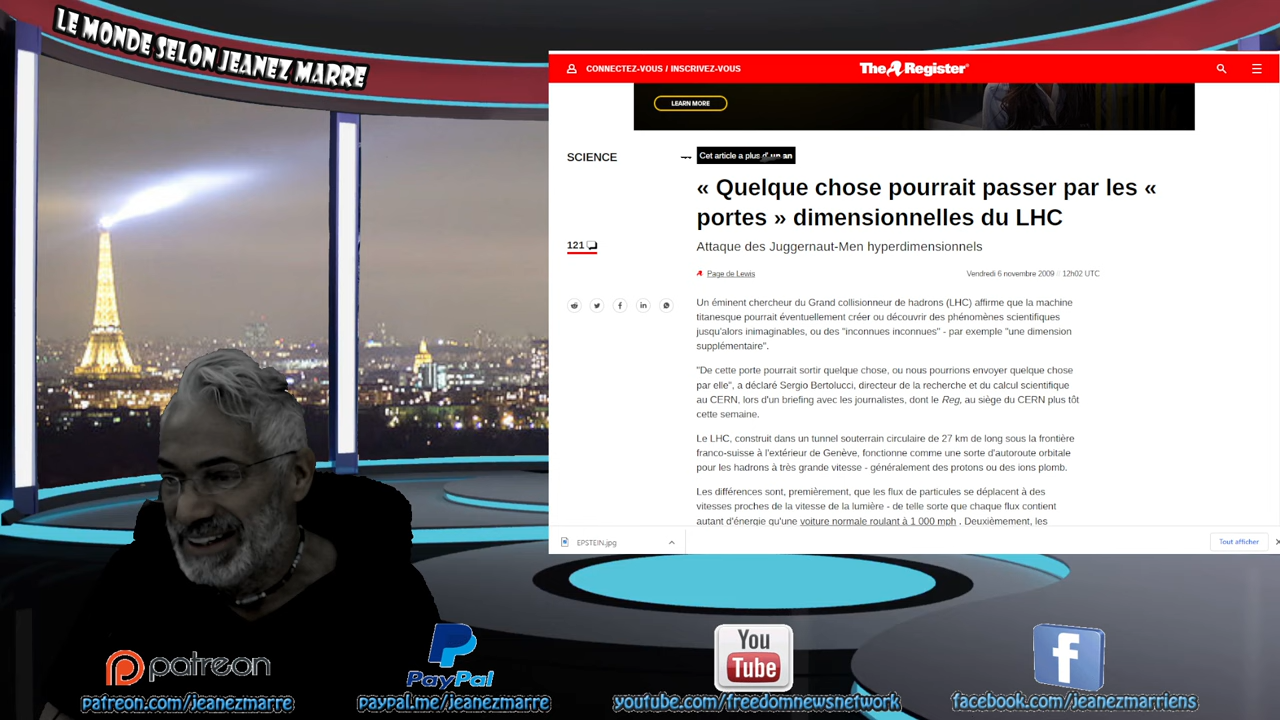 LE MONDE SELON JEANEZ MARRE
CONNECTEZ-VOUS / INSCRIVEZ-VOUS
The Register®
LEARN MORE
SCIENCE
Cet article a plus d'un an
« Quelque chose pourrait passer par les «
portes » dimensionnelles du LHC
121
Attaque des Juggernaut-Men hyperdimensionnels
Page de Lewis
Vendredi 6 novembre 2009 // 12h02 UTC
Un éminent chercheur du Grand collisionneur de hadrons (LHC) affirme que la machine
titanesque pourrait éventuellement créer ou découvrir des phénomènes scientifiques
jusqu'alors inimaginables, ou des "inconnues inconnues" - par exemple "une dimension
supplémentaire".
"De cette porte pourrait sortir quelque chose, ou nous pourrions envoyer quelque chose
par elle", a déclaré Sergio Bertolucci, directeur de la recherche et du calcul scientifique
au CERN, lors d'un briefing avec les journalistes, dont le Reg, au siège du CERN plus tôt
cette semaine.
Le LHC, construit dans un tunnel souterrain circulaire de 27 km de long sous la frontière
franco-suisse à l'extérieur de Genève, fonctionne comme une sorte d'autoroute orbitale
pour les hadrons à très grande vitesse - généralement des protons ou des ions plomb.
Les différences sont, premièrement, que les flux de particules se déplacent à des
vitesses proches de la vitesse de la lumière - de telle sorte que chaque flux contient
autant d'énergie qu'une voiture normale roulant à 1 000 mph . Deuxièmement, les
EPSTEIN.jpg
Tout afficher
patreon
patreon.com/jeanezmarre
PayPal
paypal.me/jeanezmarre
You
Tube
youtube.com/freedomnewsnetwork
f
facebook.com/jeanezmarriens